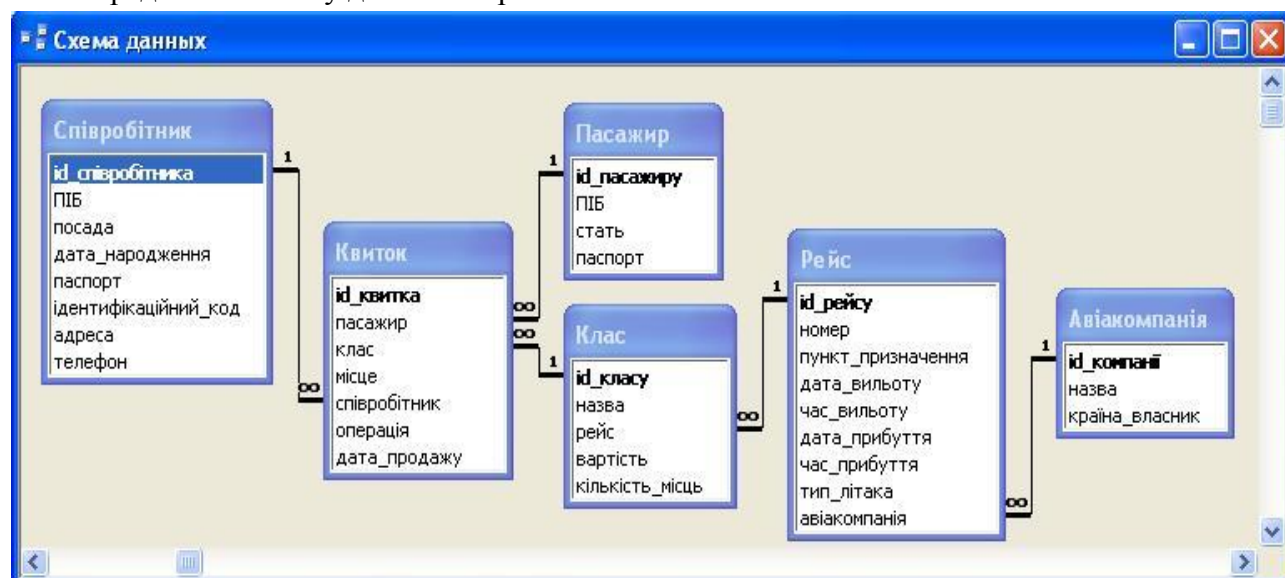 Схема данных
Співробітник
id_співробітника
ПІБ
посада
дата_народження
паспорт
ідентифікаційний_код
адреса
телефон
1
∞
Квиток
id_квитка
пасажир
клас
місце
співробітник
операція
дата_продажу
∞
∞
1
1
Пасажир
id_пасажиру
ПІБ
стать
паспорт
Клас
id_класу
назва
рейс
вартість
кількість_місць
∞
1
Рейс
id_рейсу
номер
пункт_призначення
дата_вильоту
час_вильоту
дата_прибуття
час_прибуття
тип_літака
авіакомпанія
∞
1
Авіакомпанія
id_компанії
назва
країна_власник